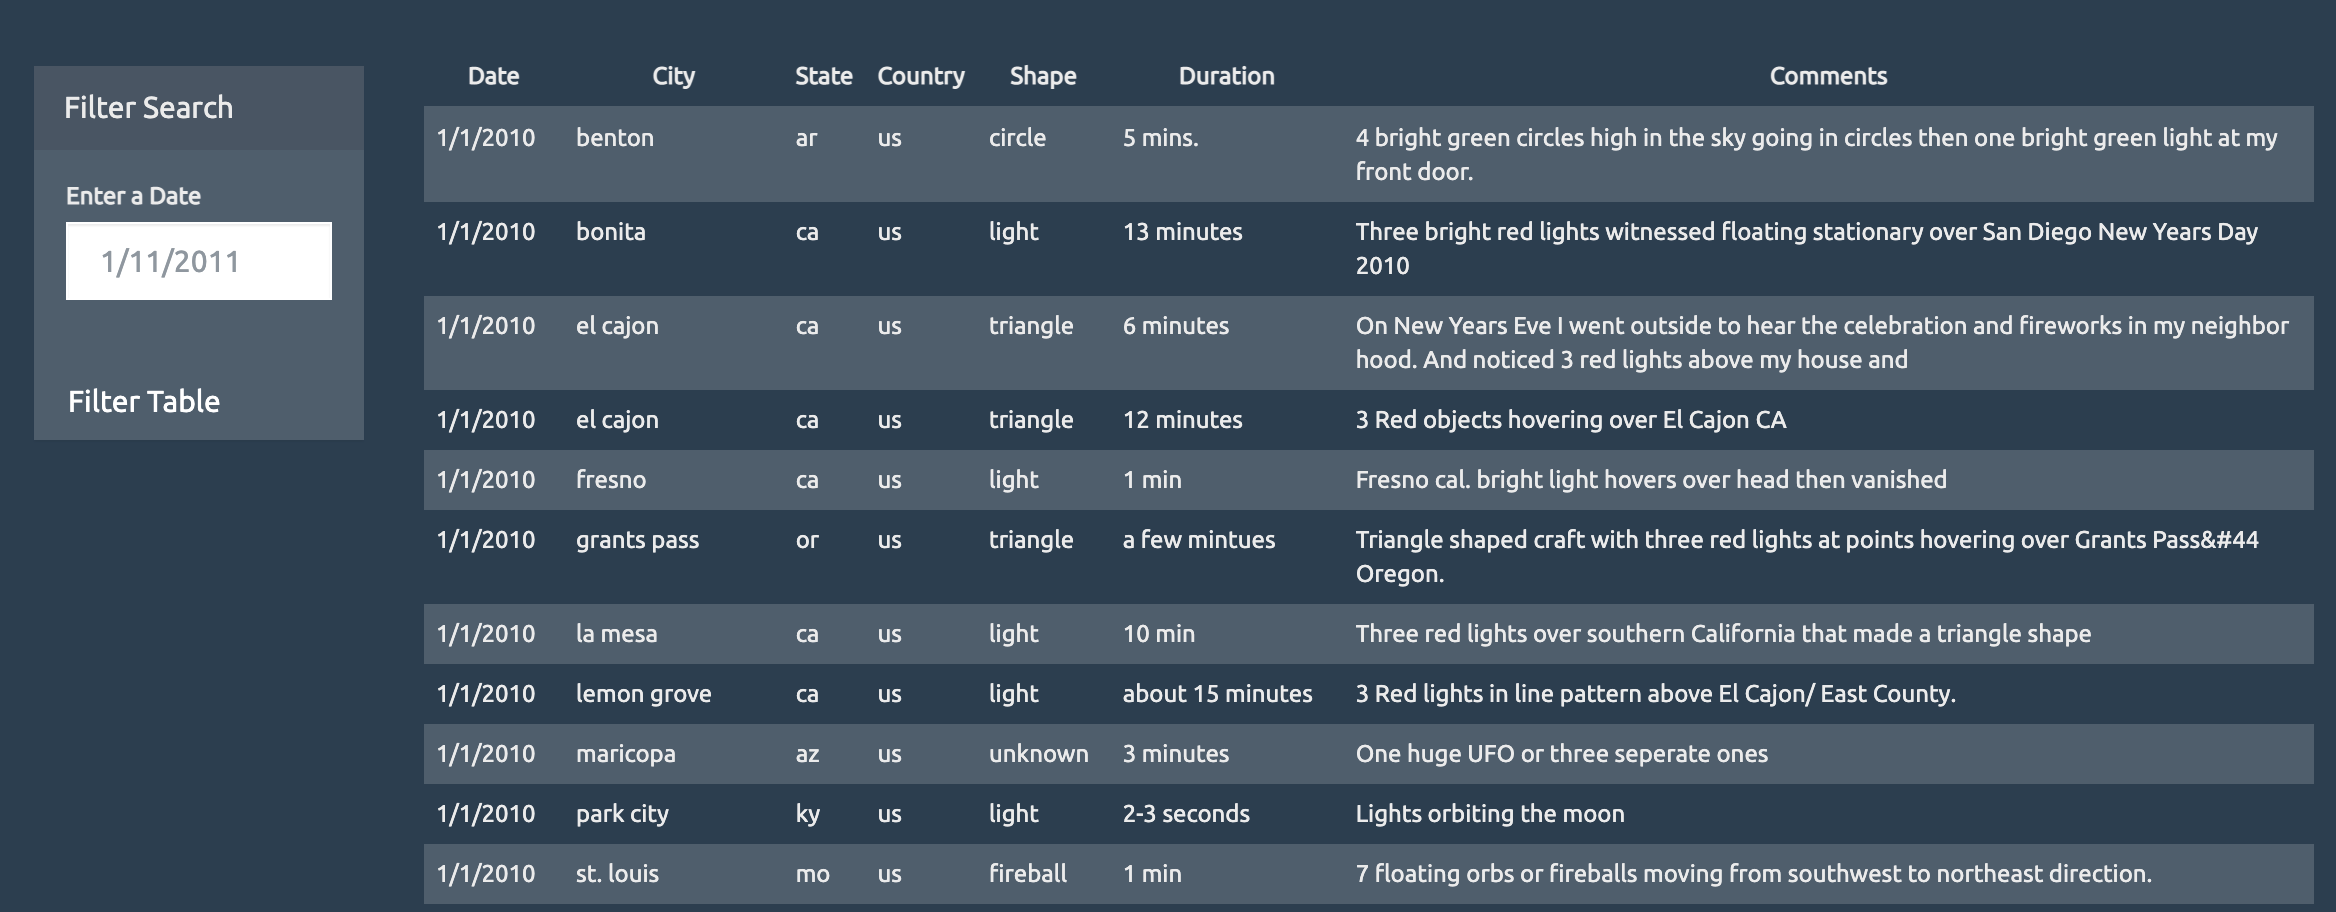 Filter Search
Enter a Date
1/11/2011
Filter Table
Date City State Country Shape Duration Comments
1/1/2010 benton ar us circle 5 mins. 4 bright green circles high in the sky going in circles then one bright green light at my
front door.
1/1/2010 bonita ca us light 13 minutes Three bright red lights witnessed floating stationary over San Diego New Years Day
2010
1/1/2010 el cajon ca us triangle 6 minutes On New Years Eve I went outside to hear the celebration and fireworks in my neighbor
hood. And noticed 3 red lights above my house and
1/1/2010 el cajon ca us triangle 12 minutes 3 Red objects hovering over El Cajon CA
1/1/2010 fresno ca us light 1 min Fresno cal. bright light hovers over head then vanished
1/1/2010 grants pass or us triangle a few mintues Triangle shaped craft with three red lights at points hovering over Grants Pass&#44
Oregon.
1/1/2010 la mesa ca us light 10 min Three red lights over southern California that made a triangle shape
1/1/2010 lemon grove ca us light about 15 minutes 3 Red lights in line pattern above El Cajon/ East County.
1/1/2010 maricopa az us unknown 3 minutes One huge UFO or three seperate ones
1/1/2010 park city ky us light 2-3 seconds Lights orbiting the moon
1/1/2010 st. louis mo us fireball 1 min 7 floating orbs or fireballs moving from southwest to northeast direction.